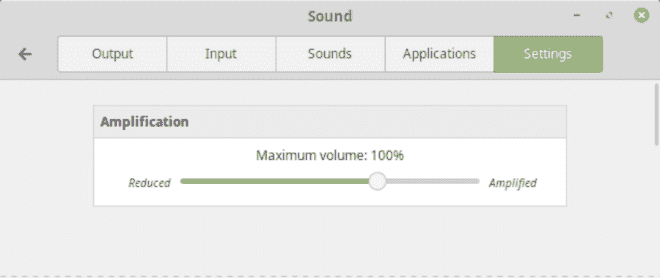 Sound
Output Input Sounds Applications Settings
Amplification
Maximum volume: 100%
Reduced Amplified